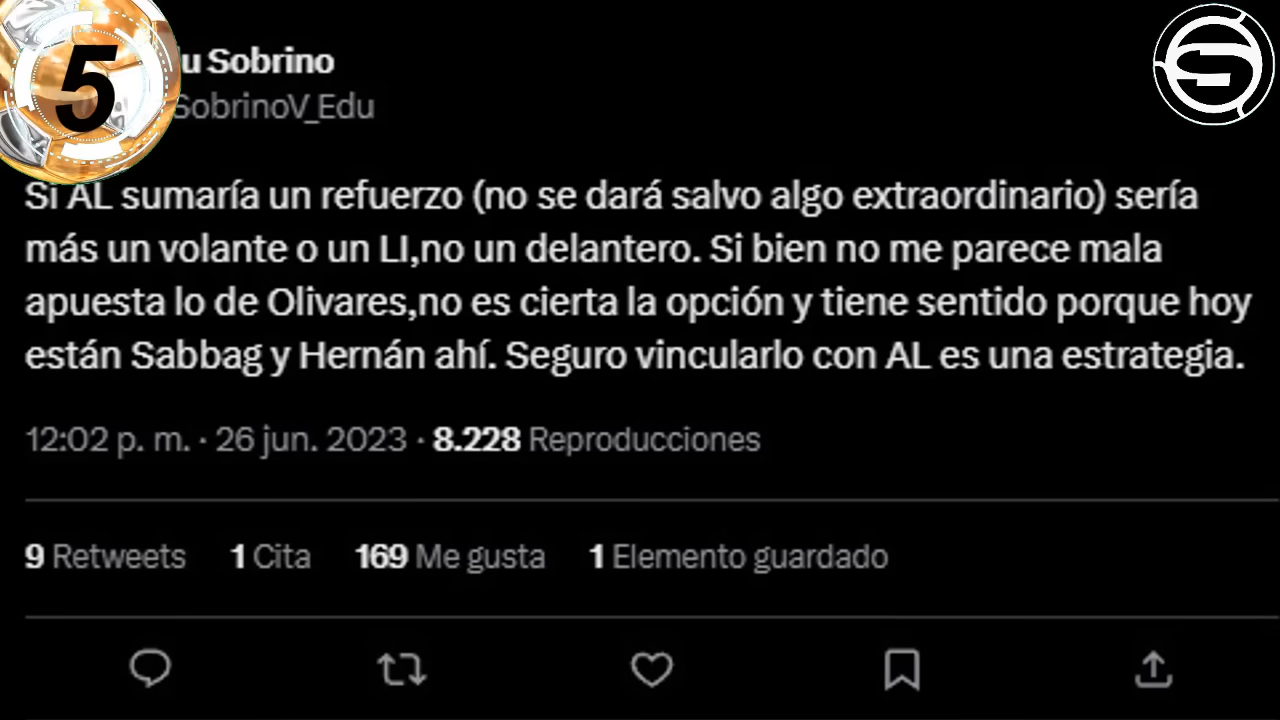 5
u Sobrino
SobrinoV_Edu
Si AL sumaría un refuerzo (no se dará salvo algo extraordinario) sería
más un volante o un LI,no un delantero. Si bien no me parece mala
apuesta lo de Olivares,no es cierta la opción y tiene sentido porque hoy
están Sabbag y Hernán ahí. Seguro vincularlo con AL es una estrategia.
12:02 p. m. · 26 jun. 2023 · 8.228 Reproducciones
9 Retweets 1 Cita 169 Me gusta 1 Elemento guardado